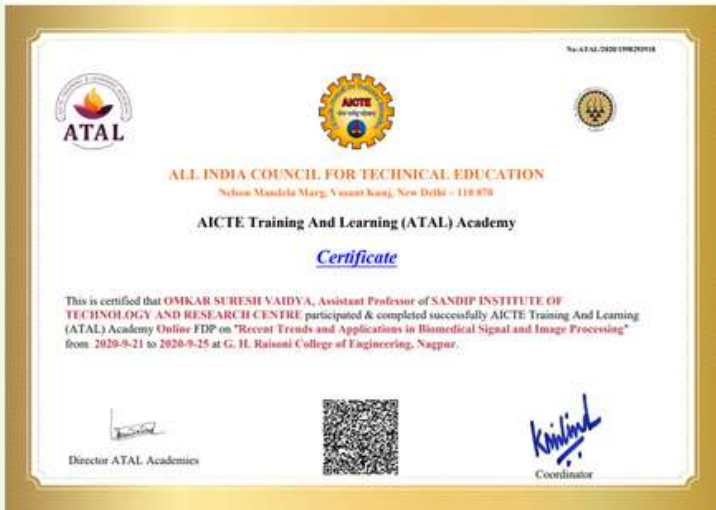 ATAL
AICTE
ALL INDIA COUNCIL FOR TECHNICAL EDUCATION
Nelson Mandela Marg, Vasant Kunj, New Delhi – 110 070
AICTE Training And Learning (ATAL) Academy
Certificate
This is certified that OMKAR SURESH VAIDYA, Assistant Professor of SANDIP INSTITUTE OF
TECHNOLOGY AND RESEARCH CENTRE participated & completed successfully AICTE Training And Learning
(ATAL) Academy Online FDP on "Recent Trends and Applications in Biomedical Signal and Image Processing"
from 2020-9-21 to 2020-9-25 at G. H. Raisoni College of Engineering, Nagpur.
Director ATAL Academies
Coordinator